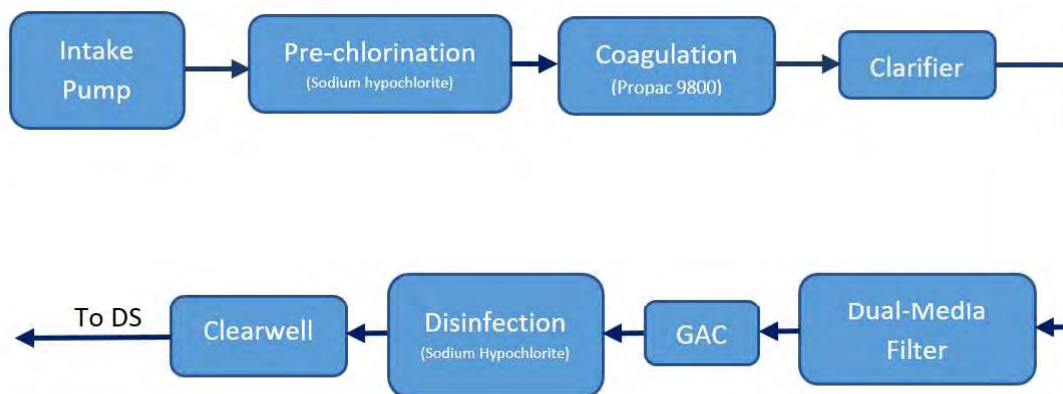 Intake
Pump
Pre-chlorination
(Sodium hypochlorite)
Coagulation
(Propac 9800)
Clarifier
To DS
Clearwell
Disinfection
(Sodium Hypochlorite)
GAC
Dual-Media
Filter